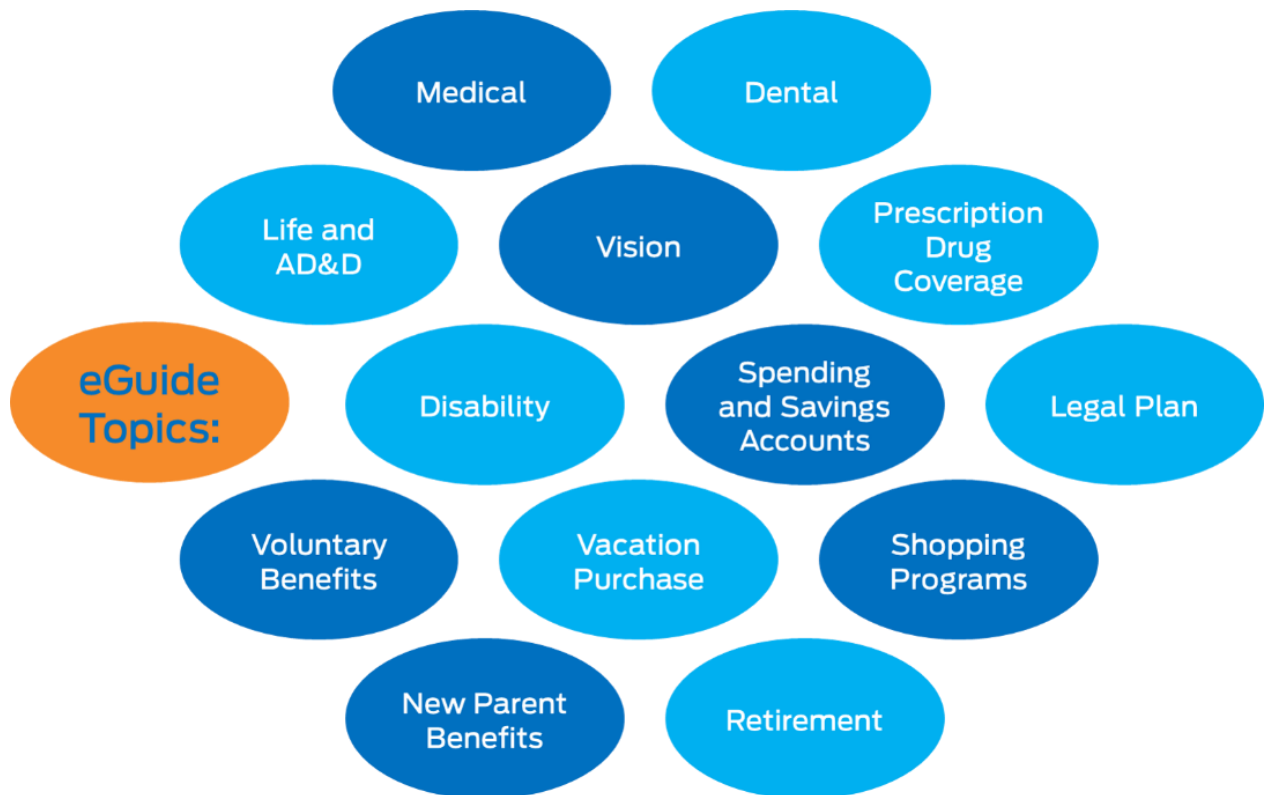 Medical
Dental
Life and
AD&D
Vision
Prescription
Drug
Coverage
eGuide
Topics:
Disability
Spending
and Savings
Accounts
Legal Plan
Voluntary
Benefits
Vacation
Purchase
Shopping
Programs
New Parent
Benefits
Retirement